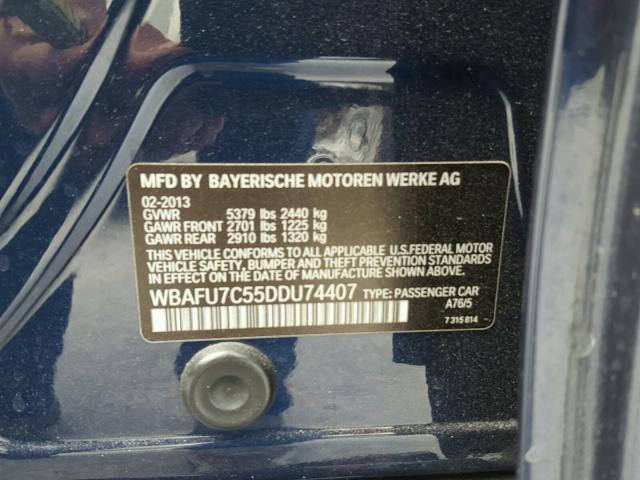 MFD BY BAYERISCHE MOTOREN WERKE AG
02-2013
GVWR 5379 lbs 2440 kg
GAWR FRONT 2701 lbs 1225 kg
GAWR REAR 2910 lbs 1320 kg
THIS VEHICLE CONFORMS TO ALL APPLICABLE U.S.FEDERAL MOTOR
VEHICLE SAFETY, BUMPER AND THEFT PREVENTION STANDARDS
IN EFFECT ON THE DATE OF MANUFACTURE SHOWN ABOVE.
WBAFU7C55DDU74407 TYPE: PASSENGER CAR
A76/5
7 315 814